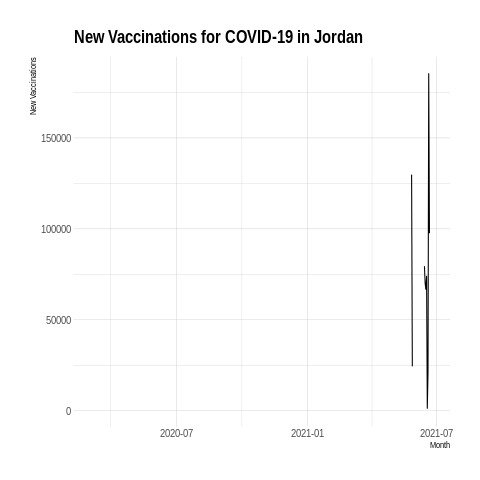 New Vaccinations for COVID-19 in Jordan
New Vaccinations
150000
100000
50000
0
2020-07 2021-01 2021-07
Month